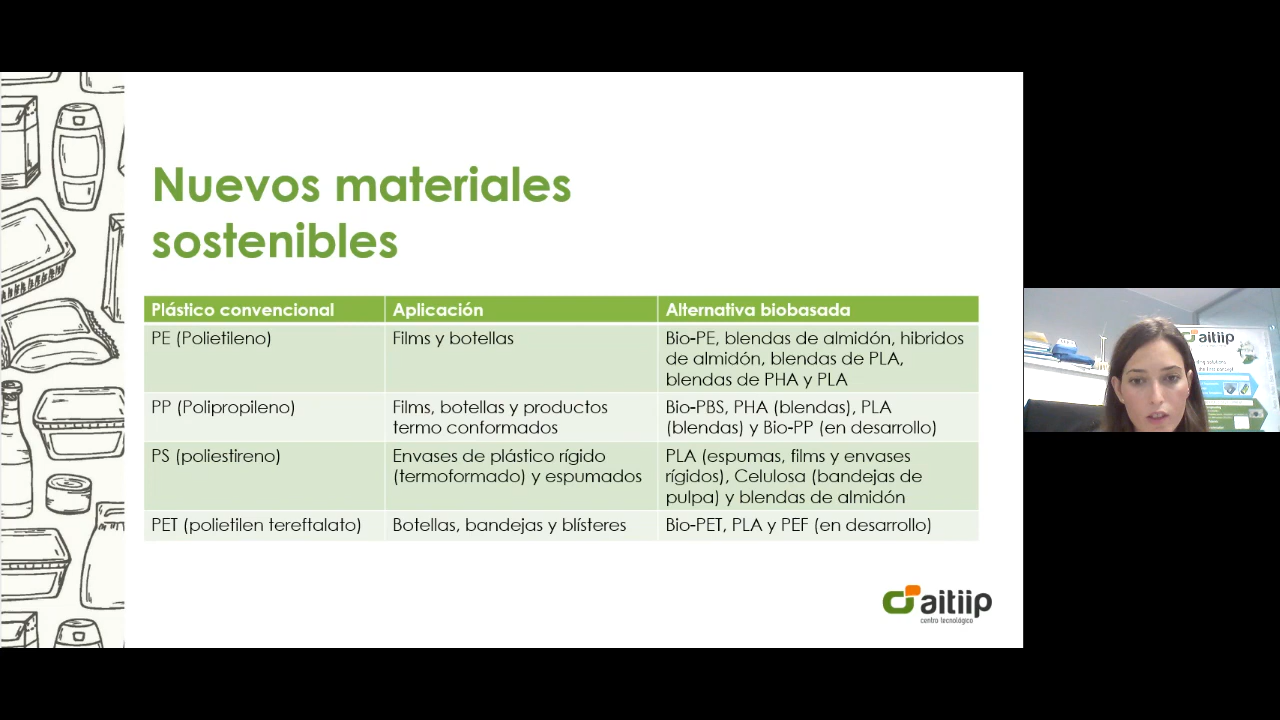 Nuevos materiales
sostenibles
Plástico convencional
Aplicación
Alternativa biobasada
PE (Polietileno)
Films y botellas
Bio-PE, blendas de almidón, hibridos
de almidón, blendas de PLA,
blendas de PHA y PLA
PP (Polipropileno)
Films, botellas y productos
termo conformados
Bio-PBS, PHA (blendas), PLA
(blendas) y Bio-PP (en desarrollo)
PS (poliestireno)
Envases de plástico rígido
(termoformado) y espumados
PLA (espumas, films y envases
rígidos), Celulosa (bandejas de
pulpa) y blendas de almidón
PET (polietilen tereftalato)
Botellas, bandejas y blísteres
Bio-PET, PLA y PEF (en desarrollo)
aitiip
centro tecnológico
aitiip